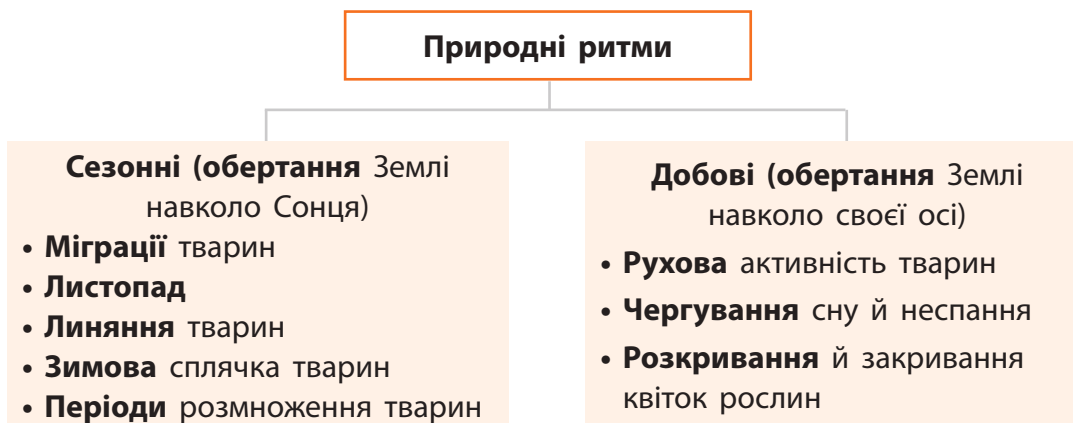 Природні ритми
Сезонні (обертання Землі
навколо Сонця)
• Міграції тварин
• Листопад
• Линяння тварин
• Зимова сплячка тварин
• Періоди розмноження тварин
Добові (обертання Землі
навколо своєї осі)
• Рухова активність тварин
• Чергування сну й неспання
• Розкривання й закривання
квіток рослин